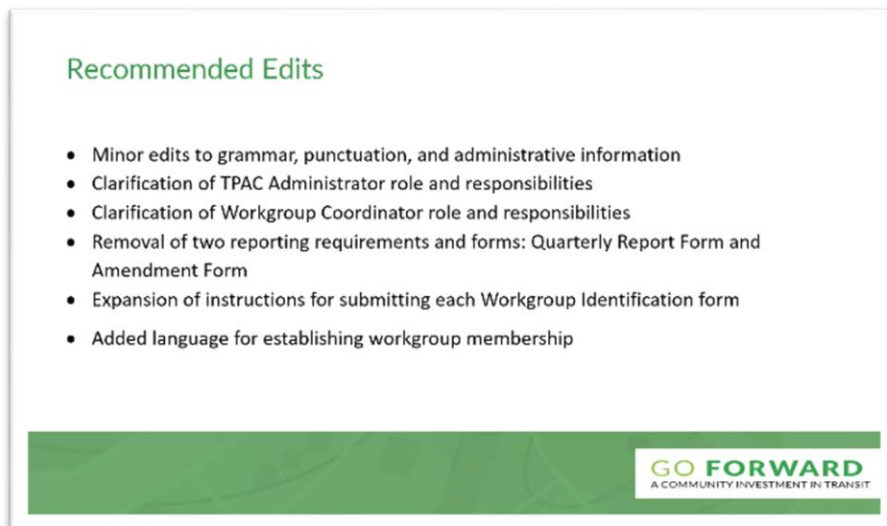 Recommended Edits
• Minor edits to grammar, punctuation, and administrative information
• Clarification of TPAC Administrator role and responsibilities
• Clarification of Workgroup Coordinator role and responsibilities
• Removal of two reporting requirements and forms: Quarterly Report Form and
Amendment Form
• Expansion of instructions for submitting each Workgroup Identification form
• Added language for establishing workgroup membership
GO FORWARD
A COMMUNITY INVESTMENT IN TRANSIT